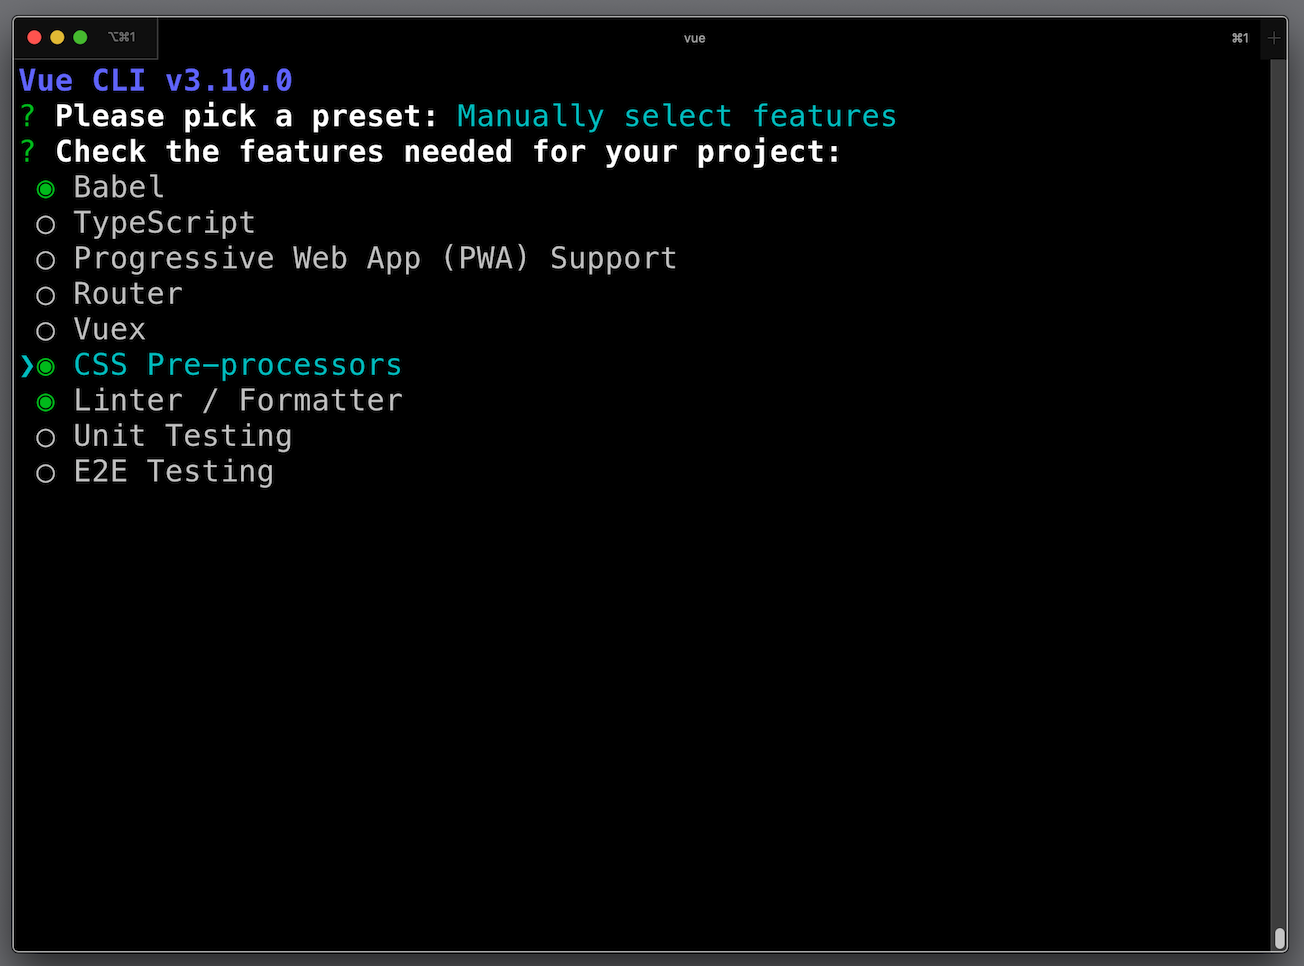 ⌥⌘1
vue
⌘1
Vue CLI v3.10.0
? Please pick a preset: Manually select features
? Check the features needed for your project:
◉ Babel
◯ TypeScript
◯ Progressive Web App (PWA) Support
◯ Router
◯ Vuex
❯◉ CSS Pre-processors
◉ Linter / Formatter
◯ Unit Testing
◯ E2E Testing